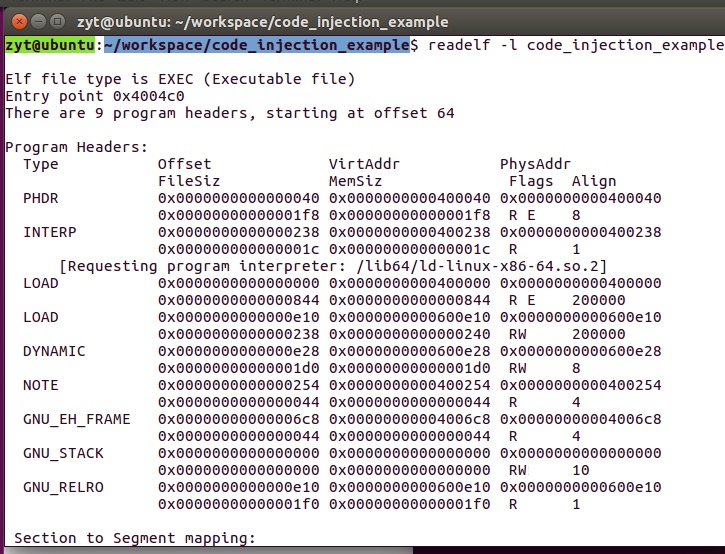 zyt@ubuntu: ~/workspace/code_injection_example
zyt@ubuntu:~/workspace/code_injection_example$ readelf -l code_injection_example
Elf file type is EXEC (Executable file)
Entry point 0x4004c0
There are 9 program headers, starting at offset 64
Program Headers:
Type Offset VirtAddr PhysAddr
FileSiz MemSiz Flags Align
PHDR 0x0000000000000040 0x0000000000400040 0x0000000000400040
0x00000000000001f8 0x00000000000001f8 R E 8
INTERP 0x0000000000000238 0x0000000000400238 0x0000000000400238
0x000000000000001c 0x000000000000001c R 1
[Requesting program interpreter: /lib64/ld-linux-x86-64.so.2]
LOAD 0x0000000000000000 0x0000000000400000 0x0000000000400000
0x0000000000000844 0x0000000000000844 R E 200000
LOAD 0x0000000000000e10 0x0000000000600e10 0x0000000000600e10
0x0000000000000238 0x0000000000000240 RW 200000
DYNAMIC 0x0000000000000e28 0x0000000000600e28 0x0000000000600e28
0x00000000000001d0 0x00000000000001d0 RW 8
NOTE 0x0000000000000254 0x0000000000400254 0x0000000000400254
0x0000000000000044 0x0000000000000044 R 4
GNU_EH_FRAME 0x00000000000006c8 0x00000000004006c8 0x00000000004006c8
0x0000000000000044 0x0000000000000044 R 4
GNU_STACK 0x0000000000000000 0x0000000000000000 0x0000000000000000
0x0000000000000000 0x0000000000000000 RW 10
GNU_RELRO 0x0000000000000e10 0x0000000000600e10 0x0000000000600e10
0x00000000000001f0 0x00000000000001f0 R 1
Section to Segment mapping: